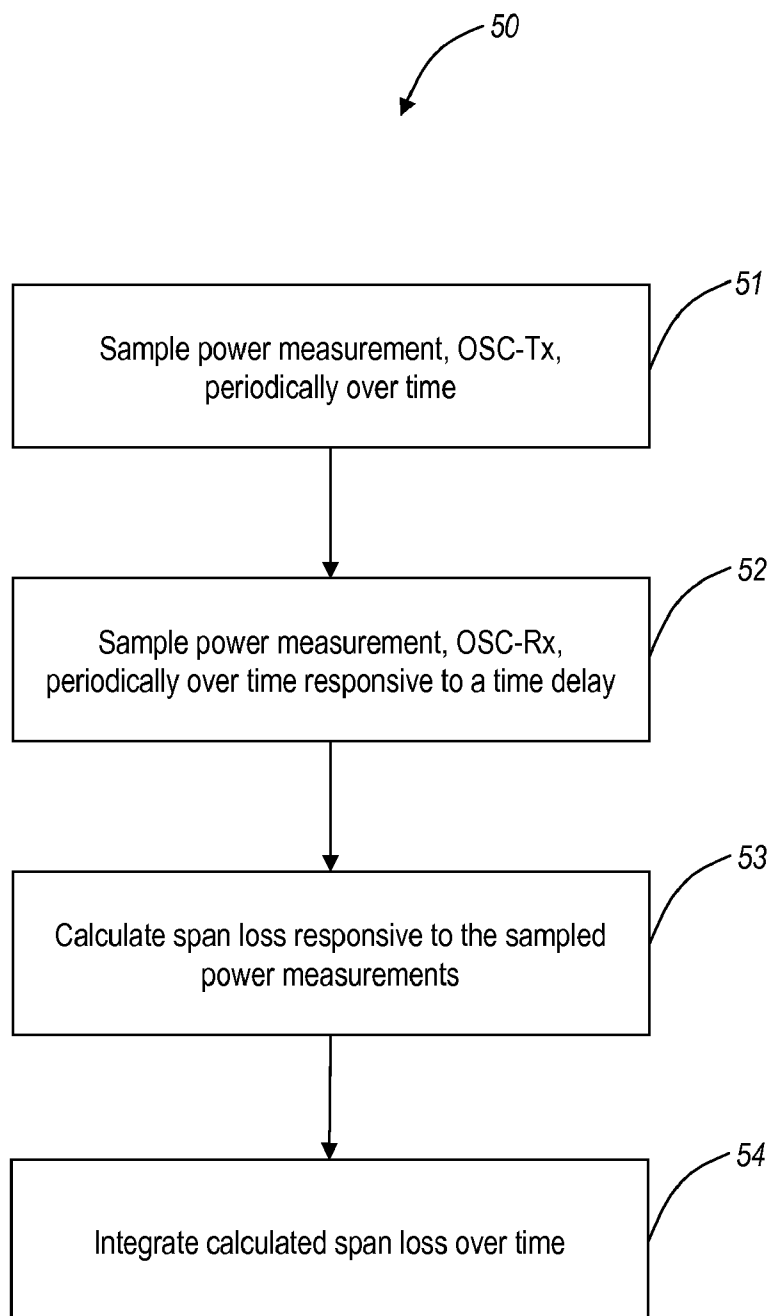 50
51
Sample power measurement, OSC-Tx,
periodically over time
52
Sample power measurement, OSC-Rx,
periodically over time responsive to a time delay
53
Calculate span loss responsive to the sampled
power measurements
54
Integrate calculated span loss over time